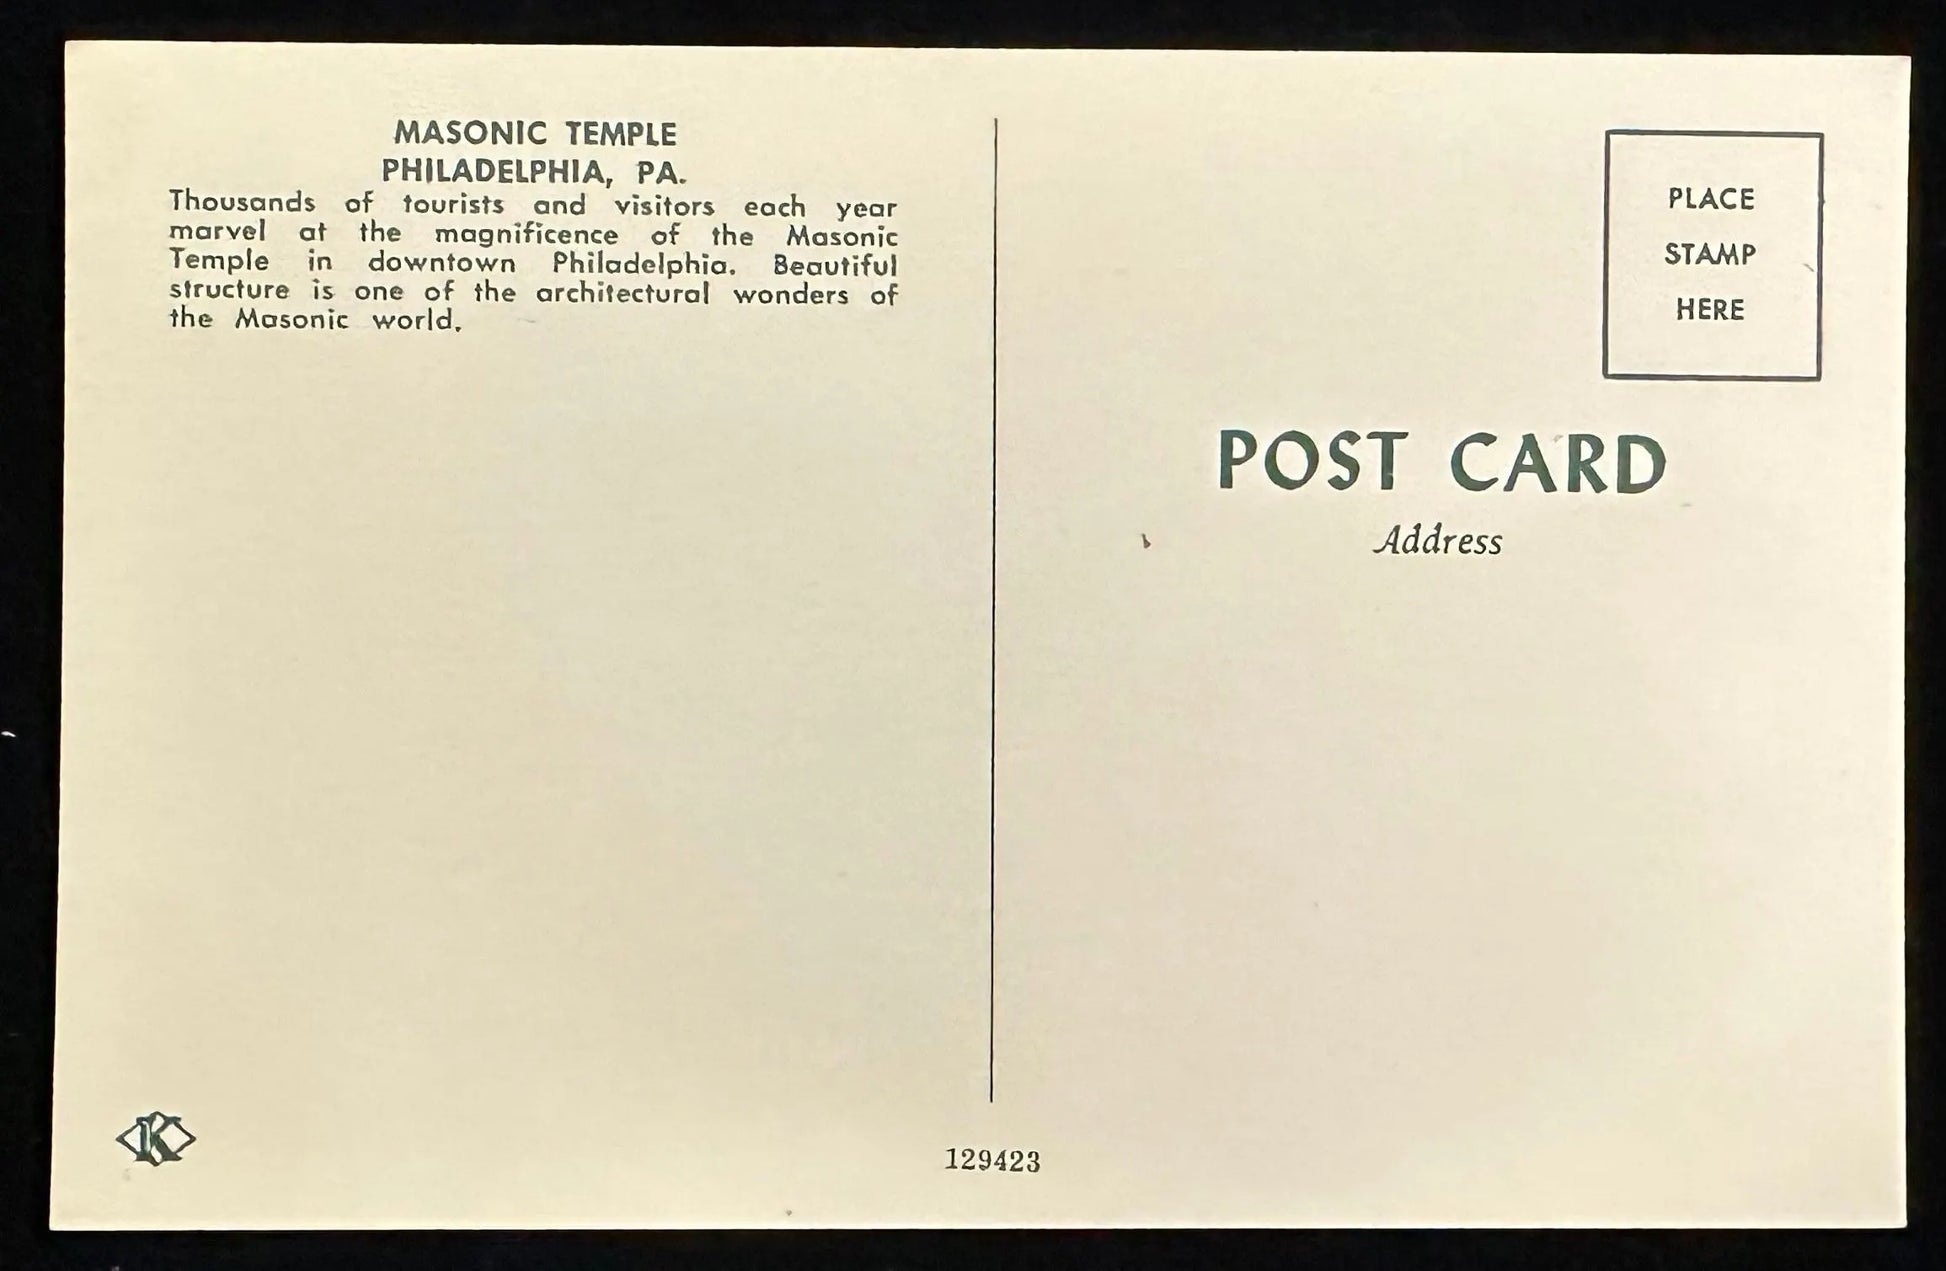 MASONIC TEMPLE
PHILADELPHIA, PA.
Thousands of tourists and visitors each year
marvel at the magnificence of the Masonic
Temple in downtown Philadelphia. Beautiful
structure is one of the architectural wonders of
the Masonic world.
PLACE
STAMP
HERE
POST CARD
Address
K
129423